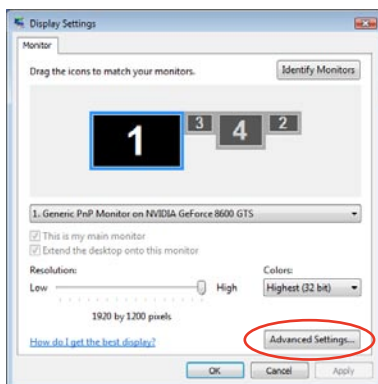 Display Settings
Monitor
Drag the icons to match your monitors.
Identify Monitors
1 3 4 2
1. Generic PnP Monitor on NVIDIA GeForce 8600 GTS
This is my main monitor
Extend the desktop onto this monitor
Resolution:
Colors:
Low High
Highest (32 bit)
1920 by 1200 pixels
How do I get the best display?
Advanced Settings...
OK Cancel Apply